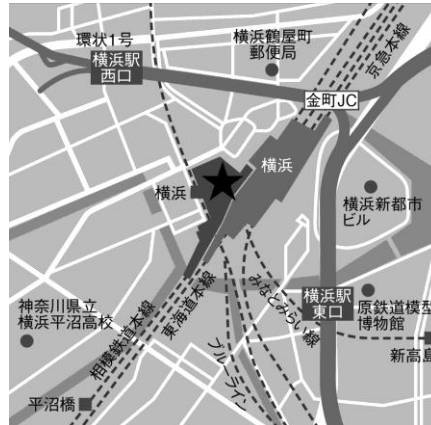 環状1号
横浜駅
西口
横浜鶴屋町
郵便局
京急本線
金町JC
横浜
横浜
横浜新都市
ビル
神奈川県立
横浜平沼高校
相模鉄道本線
東海道本線
みなとみらい線
ブルーライン
横浜駅
東口
原鉄道模型
博物館
新高島
平沼橋